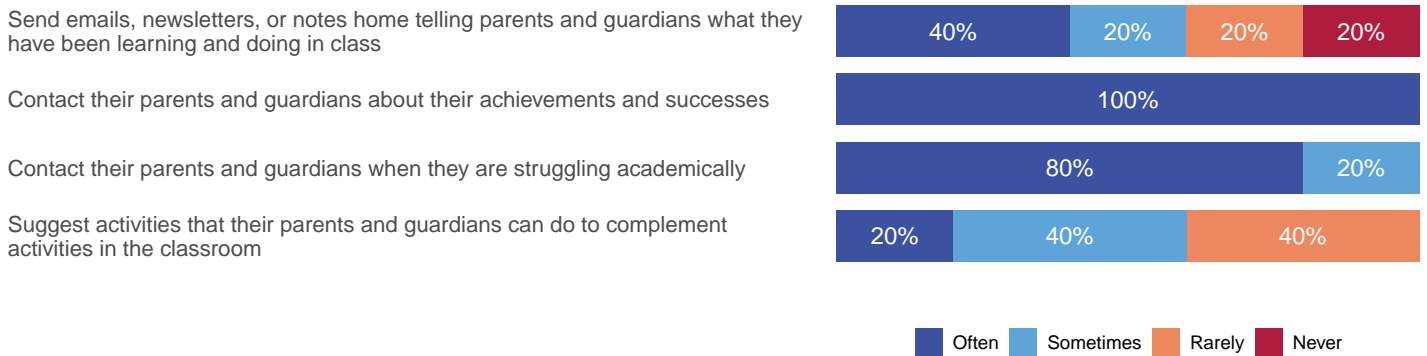 Send emails, newsletters, or notes home telling parents and guardians what they
have been learning and doing in class
40% 20% 20% 20%
Contact their parents and guardians about their achievements and successes
100%
Contact their parents and guardians when they are struggling academically
80% 20%
Suggest activities that their parents and guardians can do to complement
activities in the classroom
20% 40% 40%
Often Sometimes Rarely Never